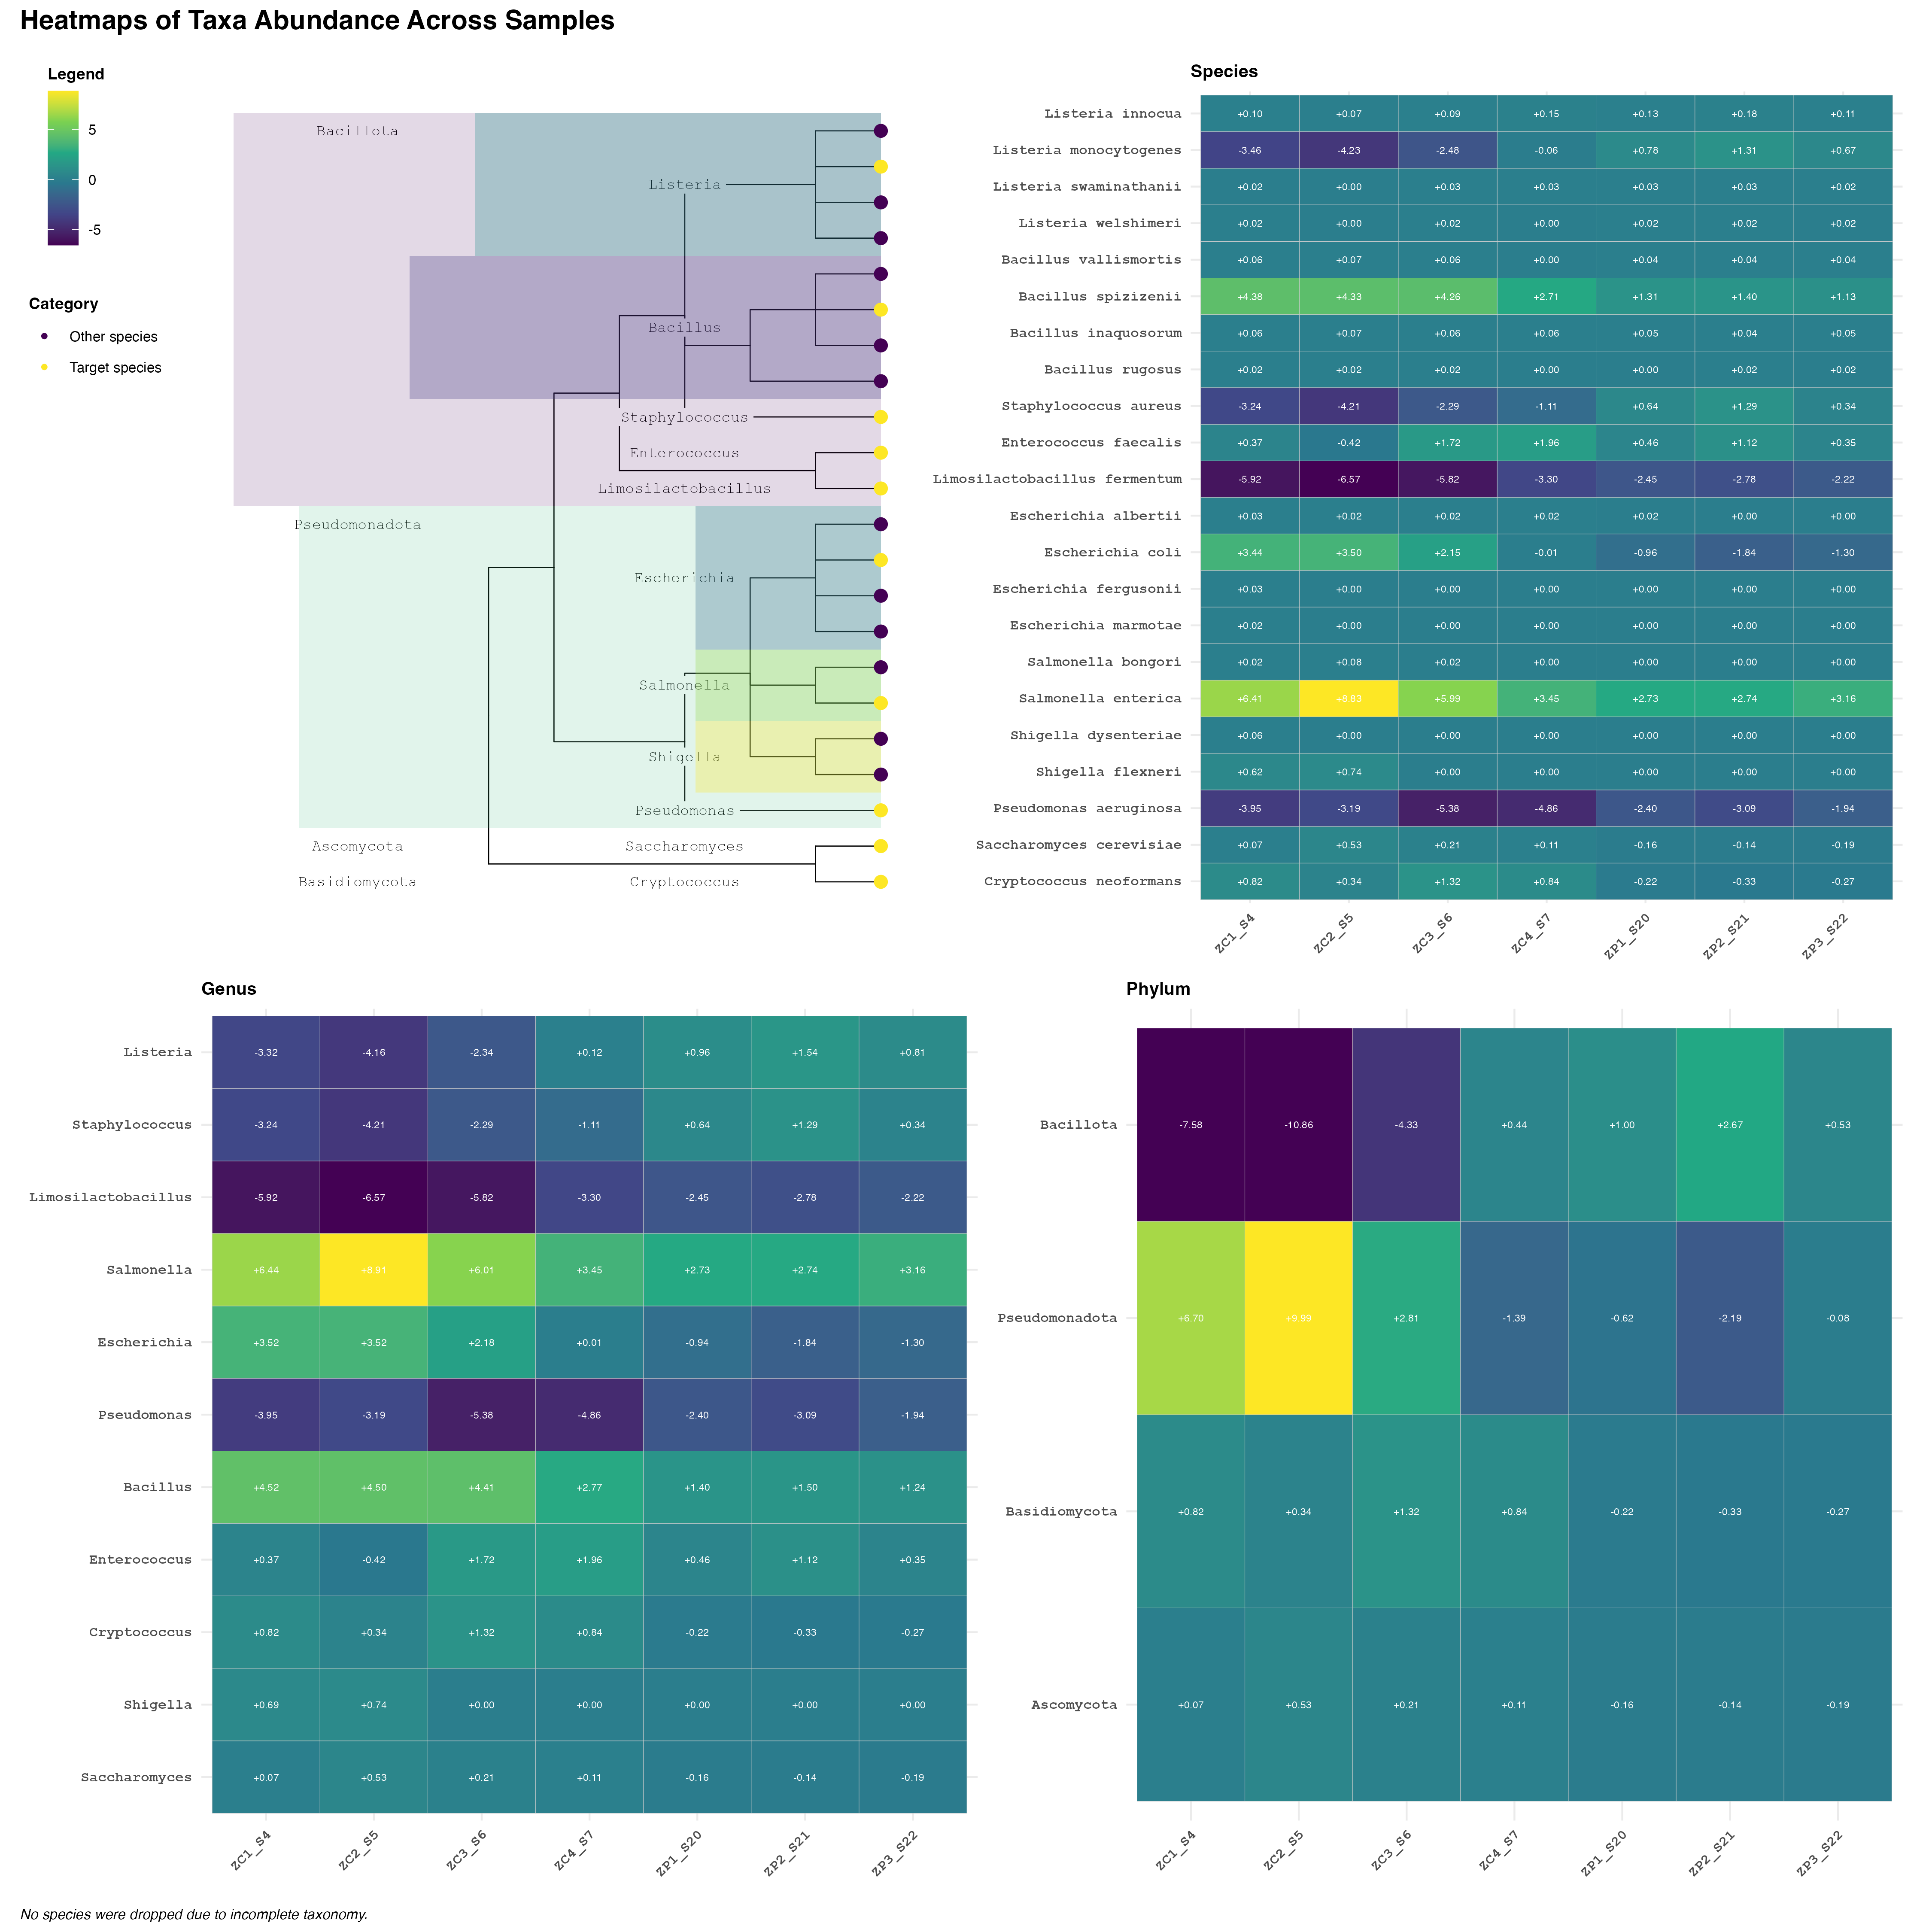 Heatmaps of Taxa Abundance Across Samples
Legend
5
0
-5
Category
Other species
Target species
Bacillota
Listeria
Bacillus
Staphylococcus
Enterococcus
Limosilactobacillus
Pseudomonadota
Escherichia
Salmonella
Shigella
Pseudomonas
Ascomycota Saccharomyces
Basidiomycota Cryptococcus
Species
Listeria innocua +0.10 +0.07 +0.09 +0.15 +0.13 +0.18 +0.11
Listeria monocytogenes -3.46 -4.23 -2.48 -0.06 +0.78 +1.31 +0.67
Listeria swaminathanii +0.02 +0.00 +0.03 +0.03 +0.03 +0.03 +0.02
Listeria welshimeri +0.02 +0.00 +0.02 +0.00 +0.02 +0.02 +0.02
Bacillus vallismortis +0.06 +0.07 +0.06 +0.00 +0.04 +0.04 +0.04
Bacillus spizizenii +4.38 +4.33 +4.26 +2.71 +1.31 +1.40 +1.13
Bacillus inaquosorum +0.06 +0.07 +0.06 +0.06 +0.05 +0.04 +0.05
Bacillus rugosus +0.02 +0.02 +0.02 +0.00 +0.00 +0.02 +0.02
Staphylococcus aureus -3.24 -4.21 -2.29 -1.11 +0.64 +1.29 +0.34
Enterococcus faecalis +0.37 -0.42 +1.72 +1.96 +0.46 +1.12 +0.35
Limosilactobacillus fermentum -5.92 -6.57 -5.82 -3.30 -2.45 -2.78 -2.22
Escherichia albertii +0.03 +0.02 +0.02 +0.02 +0.02 +0.00 +0.00
Escherichia coli +3.44 +3.50 +2.15 -0.01 -0.96 -1.84 -1.30
Escherichia fergusonii +0.03 +0.00 +0.00 +0.00 +0.00 +0.00 +0.00
Escherichia marmotae +0.02 +0.00 +0.00 +0.00 +0.00 +0.00 +0.00
Salmonella bongori +0.02 +0.08 +0.02 +0.00 +0.00 +0.00 +0.00
Salmonella enterica +6.41 +8.83 +5.99 +3.45 +2.73 +2.74 +3.16
Shigella dysenteriae +0.06 +0.00 +0.00 +0.00 +0.00 +0.00 +0.00
Shigella flexneri +0.62 +0.74 +0.00 +0.00 +0.00 +0.00 +0.00
Pseudomonas aeruginosa -3.95 -3.19 -5.38 -4.86 -2.40 -3.09 -1.94
Saccharomyces cerevisiae +0.07 +0.53 +0.21 +0.11 -0.16 -0.14 -0.19
Cryptococcus neoformans +0.82 +0.34 +1.32 +0.84 -0.22 -0.33 -0.27
ZC1_S4 ZC2_S5 ZC3_S6 ZC4_S7 ZP1_S20 ZP2_S21 ZP3_S22
Genus
Listeria -3.32 -4.16 -2.34 +0.12 +0.96 +1.54 +0.81
Staphylococcus -3.24 -4.21 -2.29 -1.11 +0.64 +1.29 +0.34
Limosilactobacillus -5.92 -6.57 -5.82 -3.30 -2.45 -2.78 -2.22
Salmonella +6.44 +8.91 +6.01 +3.45 +2.73 +2.74 +3.16
Escherichia +3.52 +3.52 +2.18 +0.01 -0.94 -1.84 -1.30
Pseudomonas -3.95 -3.19 -5.38 -4.86 -2.40 -3.09 -1.94
Bacillus +4.52 +4.50 +4.41 +2.77 +1.40 +1.50 +1.24
Enterococcus +0.37 -0.42 +1.72 +1.96 +0.46 +1.12 +0.35
Cryptococcus +0.82 +0.34 +1.32 +0.84 -0.22 -0.33 -0.27
Shigella +0.69 +0.74 +0.00 +0.00 +0.00 +0.00 +0.00
Saccharomyces +0.07 +0.53 +0.21 +0.11 -0.16 -0.14 -0.19
ZC1_S4 ZC2_S5 ZC3_S6 ZC4_S7 ZP1_S20 ZP2_S21 ZP3_S22
Phylum
Bacillota -7.58 -10.86 -4.33 +0.44 +1.00 +2.67 +0.53
Pseudomonadota +6.70 +9.99 +2.81 -1.39 -0.62 -2.19 -0.08
Basidiomycota +0.82 +0.34 +1.32 +0.84 -0.22 -0.33 -0.27
Ascomycota +0.07 +0.53 +0.21 +0.11 -0.16 -0.14 -0.19
ZC1_S4 ZC2_S5 ZC3_S6 ZC4_S7 ZP1_S20 ZP2_S21 ZP3_S22
No species were dropped due to incomplete taxonomy.